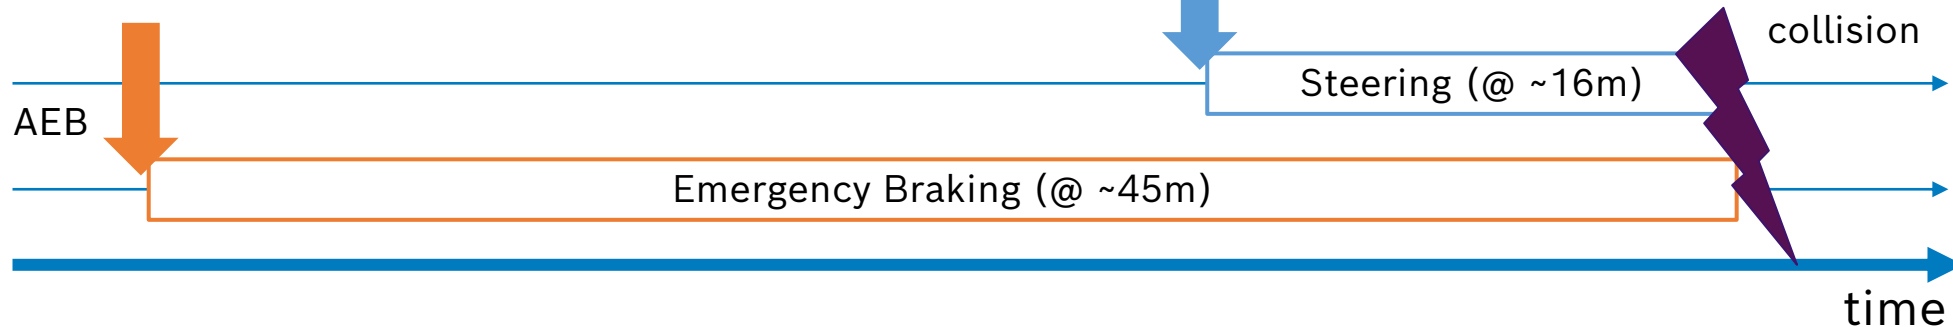 collision
Steering (@ ~16m)
AEB
Emergency Braking (@ ~45m)
time